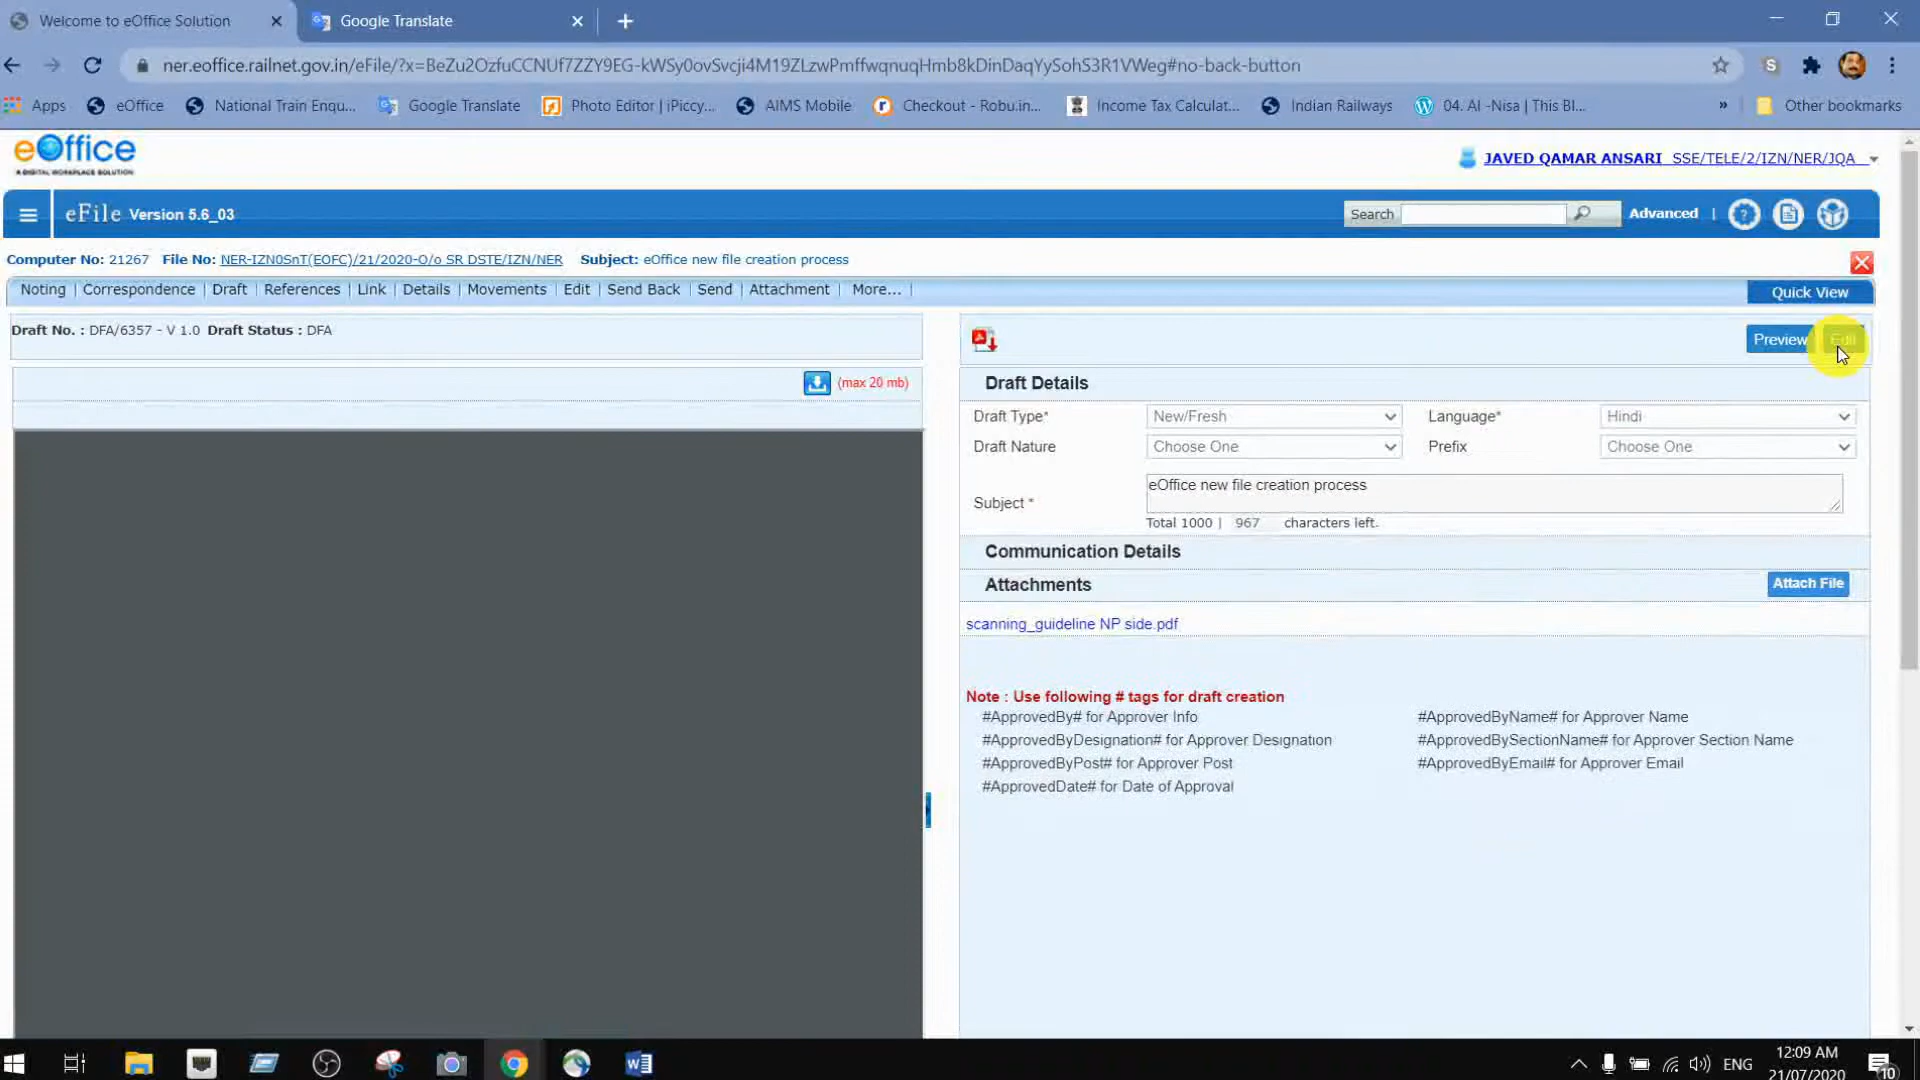 Welcome to eOffice Solution
Google Translate
ner.eoffice.railnet.gov.in/eFile/?x=BeZu2OzfuCCNUf7ZZY9EG-kWSy0ovSvcji4M19ZLzwPmffwqnuqHmb8kDinDaqYySohS3R1VWeg#no-back-button
Apps eOffice National Train Enqu... Google Translate Photo Editor | iPiccy... AIMS Mobile Checkout - Robu.in... Income Tax Calculat... Indian Railways 04. Al -Nisa | This Bl... » Other bookmarks
eOffice
A DIGITAL WORKPLACE SOLUTION
JAVED QAMAR ANSARI SSE/TELE/2/IZN/NER/JQA
eFile Version 5.6_03
Search
Advanced |
Computer No: 21267 File No: NER-IZN0SnT(EOFC)/21/2020-O/o SR DSTE/IZN/NER Subject: eOffice new file creation process
Noting | Correspondence | Draft | References | Link | Details | Movements | Edit | Send Back | Send | Attachment | More... |
Quick View
Draft No. : DFA/6357 - V 1.0 Draft Status : DFA
Preview Edit
(max 20 mb)
Draft Details
Draft Type* New/Fresh Language* Hindi
Draft Nature Choose One Prefix Choose One
Subject * eOffice new file creation process
Total 1000 | 967 characters left.
Communication Details
Attachments Attach File
scanning_guideline NP side.pdf
Note : Use following # tags for draft creation
#ApprovedBy# for Approver Info #ApprovedByName# for Approver Name
#ApprovedByDesignation# for Approver Designation #ApprovedBySectionName# for Approver Section Name
#ApprovedByPost# for Approver Post #ApprovedByEmail# for Approver Email
#ApprovedDate# for Date of Approval
ENG
12:09 AM
21/07/2020
10